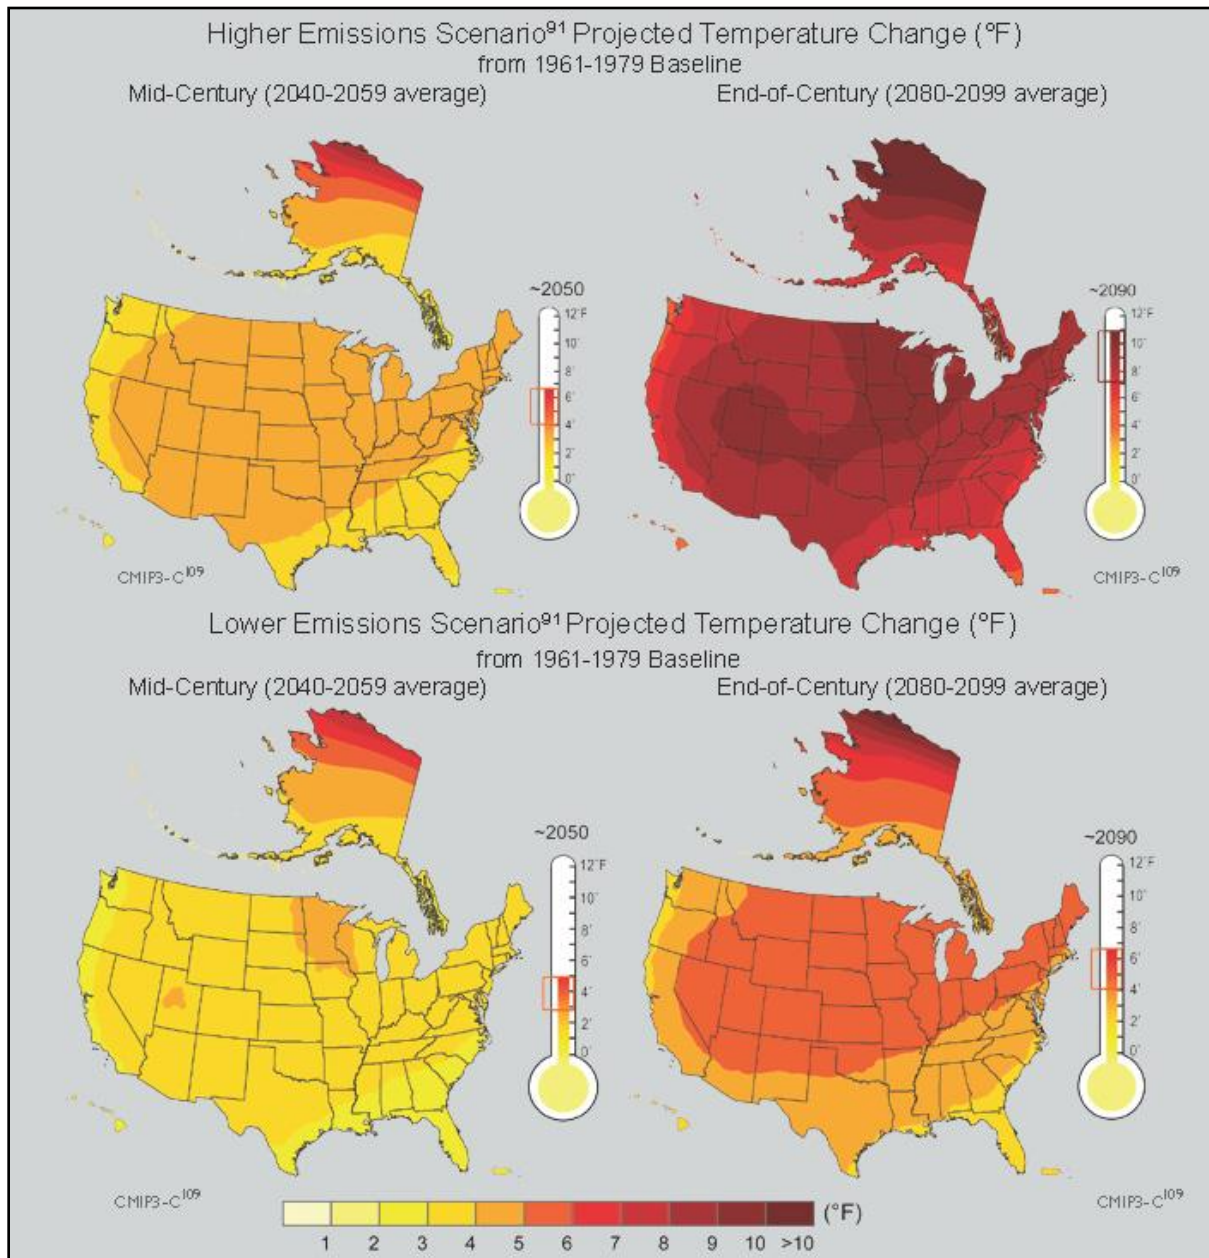 Higher Emissions Scenario⁹¹ Projected Temperature Change (°F)
from 1961-1979 Baseline
Mid-Century (2040-2059 average)
End-of-Century (2080-2099 average)
~2050
12°F
10°
8°
6°
4°
2°
0°
~2090
12°F
10°
8°
6°
4°
2°
0°
CMIP3-C¹⁰⁹
CMIP3-C¹⁰⁹
Lower Emissions Scenario⁹¹ Projected Temperature Change (°F)
from 1961-1979 Baseline
Mid-Century (2040-2059 average)
End-of-Century (2080-2099 average)
~2050
12°F
10°
8°
6°
4°
2°
0°
~2090
12°F
10°
8°
6°
4°
2°
0°
CMIP3-C¹⁰⁹
CMIP3-C¹⁰⁹
(°F)
1 2 3 4 5 6 7 8 9 10 >10